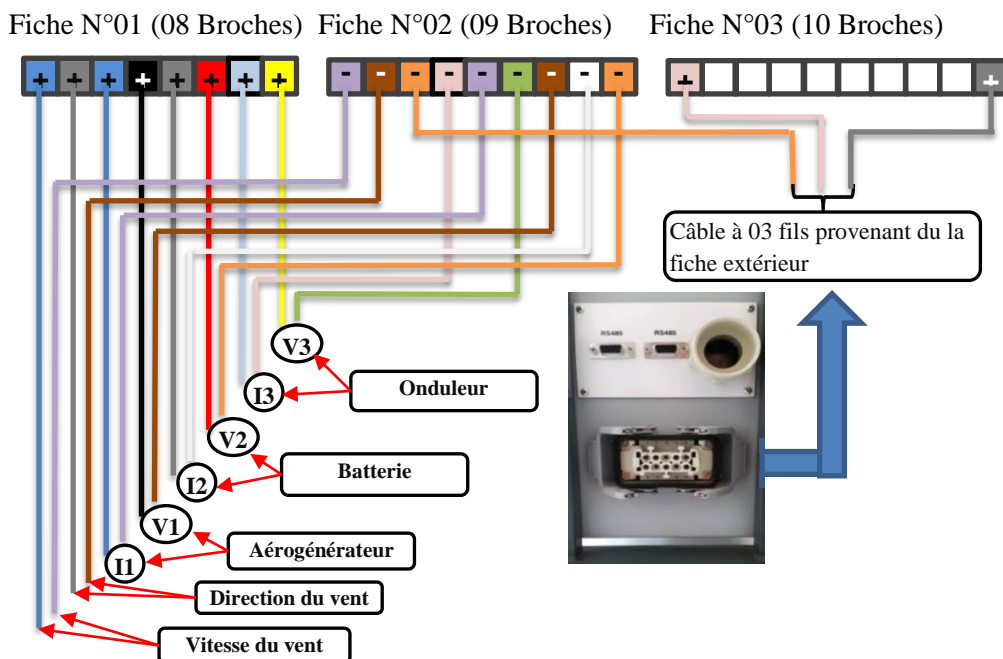 Fiche N°01 (08 Broches) Fiche N°02 (09 Broches) Fiche N°03 (10 Broches)
+ + + + + + + + - - - - - - - - - + +
Câble à 03 fils provenant du la
fiche extérieur
RS485 RS485
V3
Onduleur
I3
V2
Batterie
I2
V1
Aérogénérateur
I1
Direction du vent
Vitesse du vent